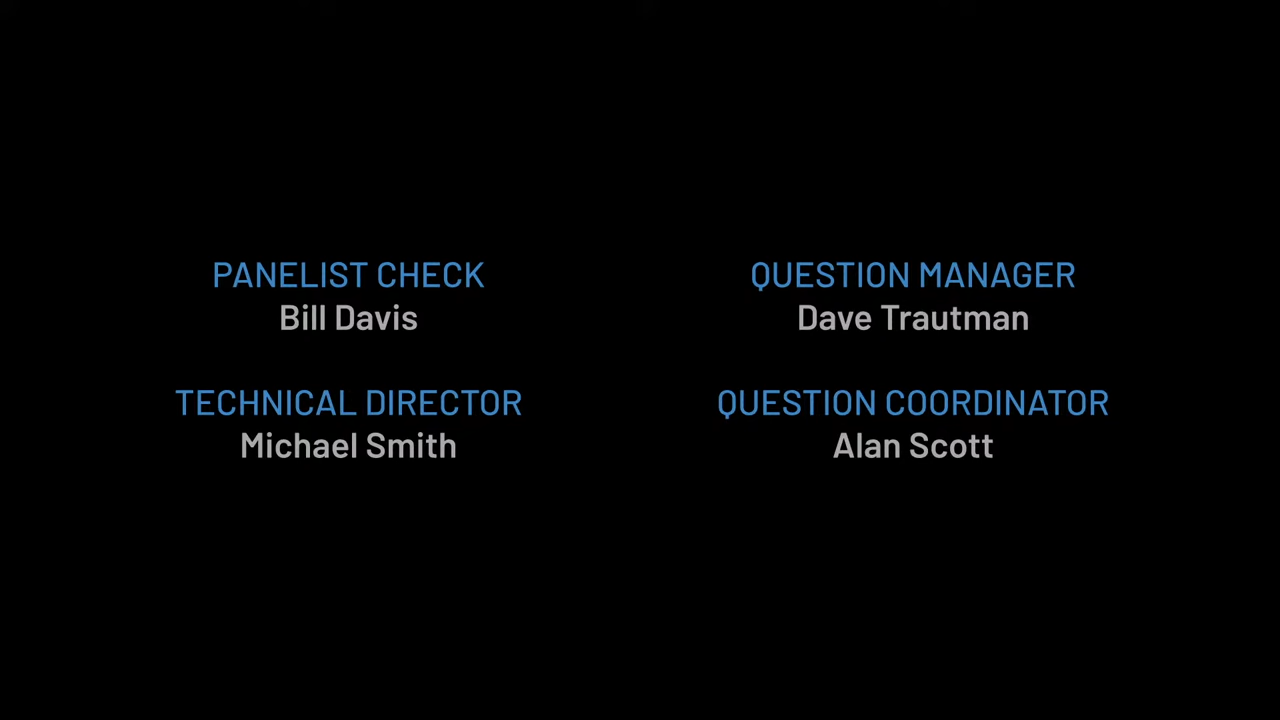 PANELIST CHECK
Bill Davis
TECHNICAL DIRECTOR
Michael Smith
QUESTION MANAGER
Dave Trautman
QUESTION COORDINATOR
Alan Scott